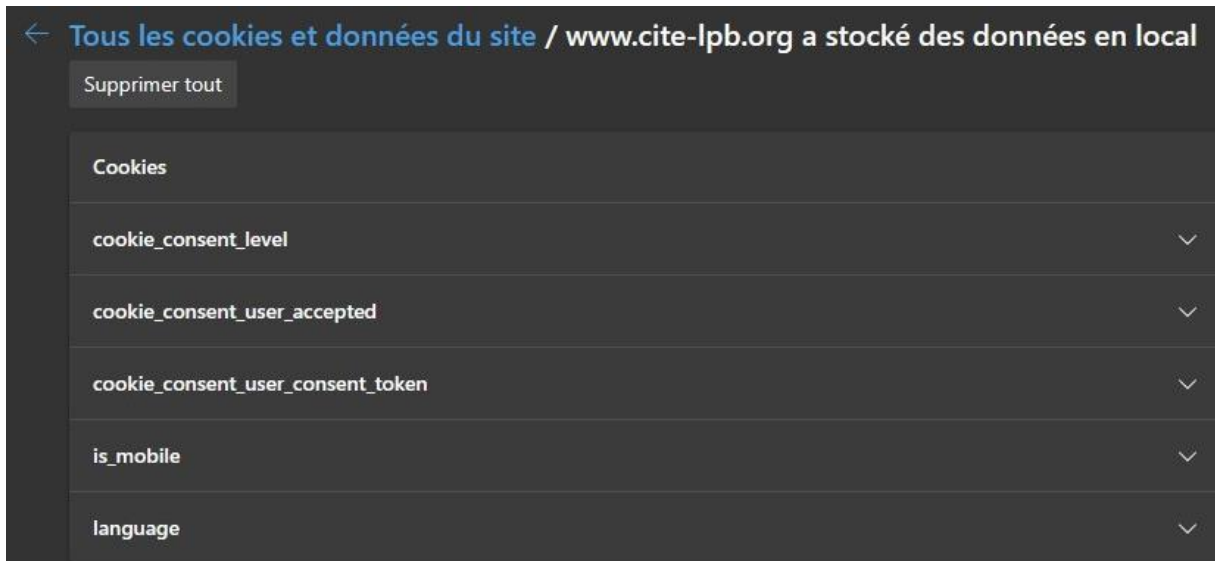 Tous les cookies et données du site / www.cite-lpb.org a stocké des données en local
Supprimer tout
Cookies
cookie_consent_level
cookie_consent_user_accepted
cookie_consent_user_consent_token
is_mobile
language